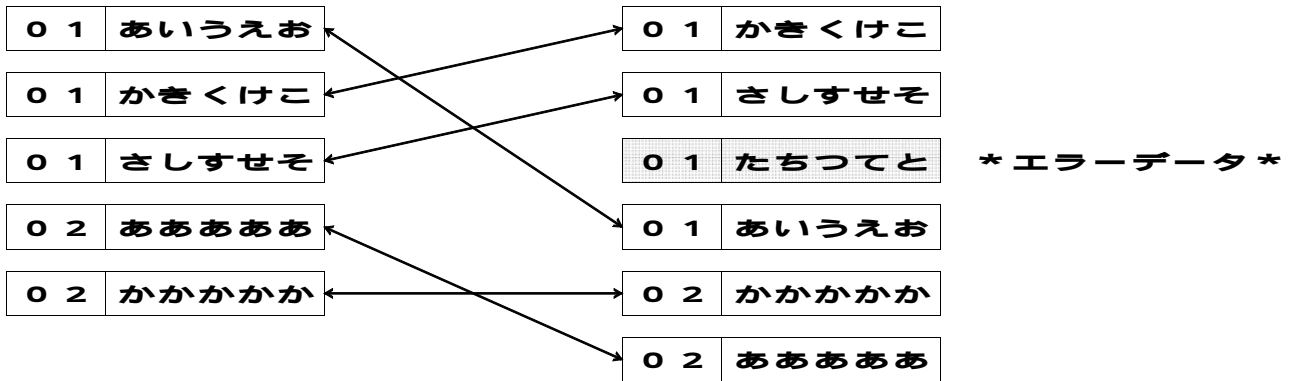 ０１ あいうえお ０１ かきくけこ
０１ かきくけこ ０１ さしすせそ
０１ さしすせそ ０１ たちつてと ＊エラーデータ＊
０２ あああああ ０１ あいうえお
０２ かかかかか ０２ かかかかか
０２ あああああ